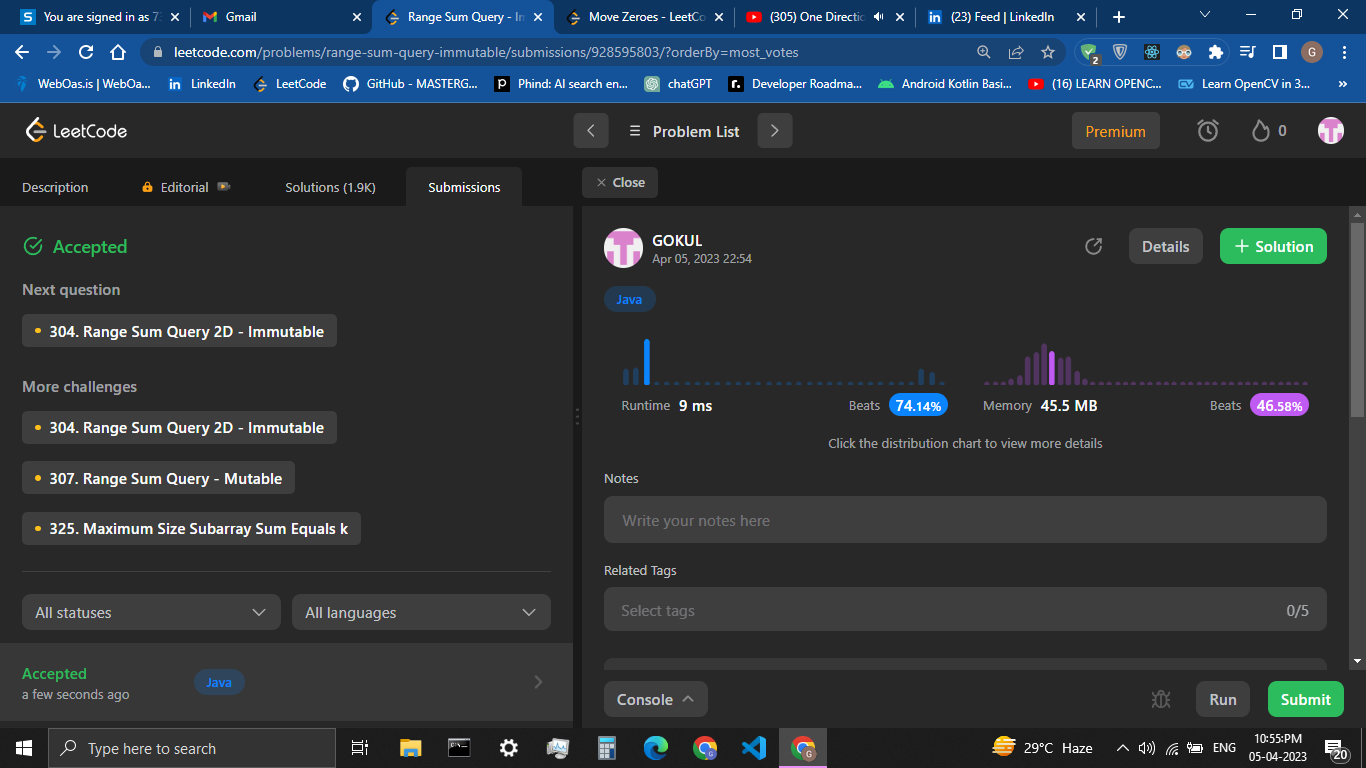 You are signed in as 7
Gmail
Range Sum Query - Im
Move Zeroes - LeetCo
(305) One Directio
(23) Feed | LinkedIn
leetcode.com/problems/range-sum-query-immutable/submissions/928595803/?orderBy=most_votes
2
G
WebOas.is | WebOa...
LinkedIn
LeetCode
GitHub - MASTERG...
Phind: AI search en...
chatGPT
Developer Roadma...
Android Kotlin Basi...
(16) LEARN OPENC...
Learn OpenCV in 3...
»
LeetCode
Problem List
Premium
0
Description
Editorial
Solutions (1.9K)
Submissions
Close
Accepted
Next question
304. Range Sum Query 2D - Immutable
More challenges
304. Range Sum Query 2D - Immutable
307. Range Sum Query - Mutable
325. Maximum Size Subarray Sum Equals k
All statuses
All languages
Accepted
a few seconds ago
Java
GOKUL
Apr 05, 2023 22:54
Details
+ Solution
Java
Runtime 9 ms
Beats 74.14%
Memory 45.5 MB
Beats 46.58%
Click the distribution chart to view more details
Notes
Write your notes here
Related Tags
Select tags
0/5
Console
Run
Submit
Type here to search
29°C Haze
ENG
10:55:PM
05-04-2023
20